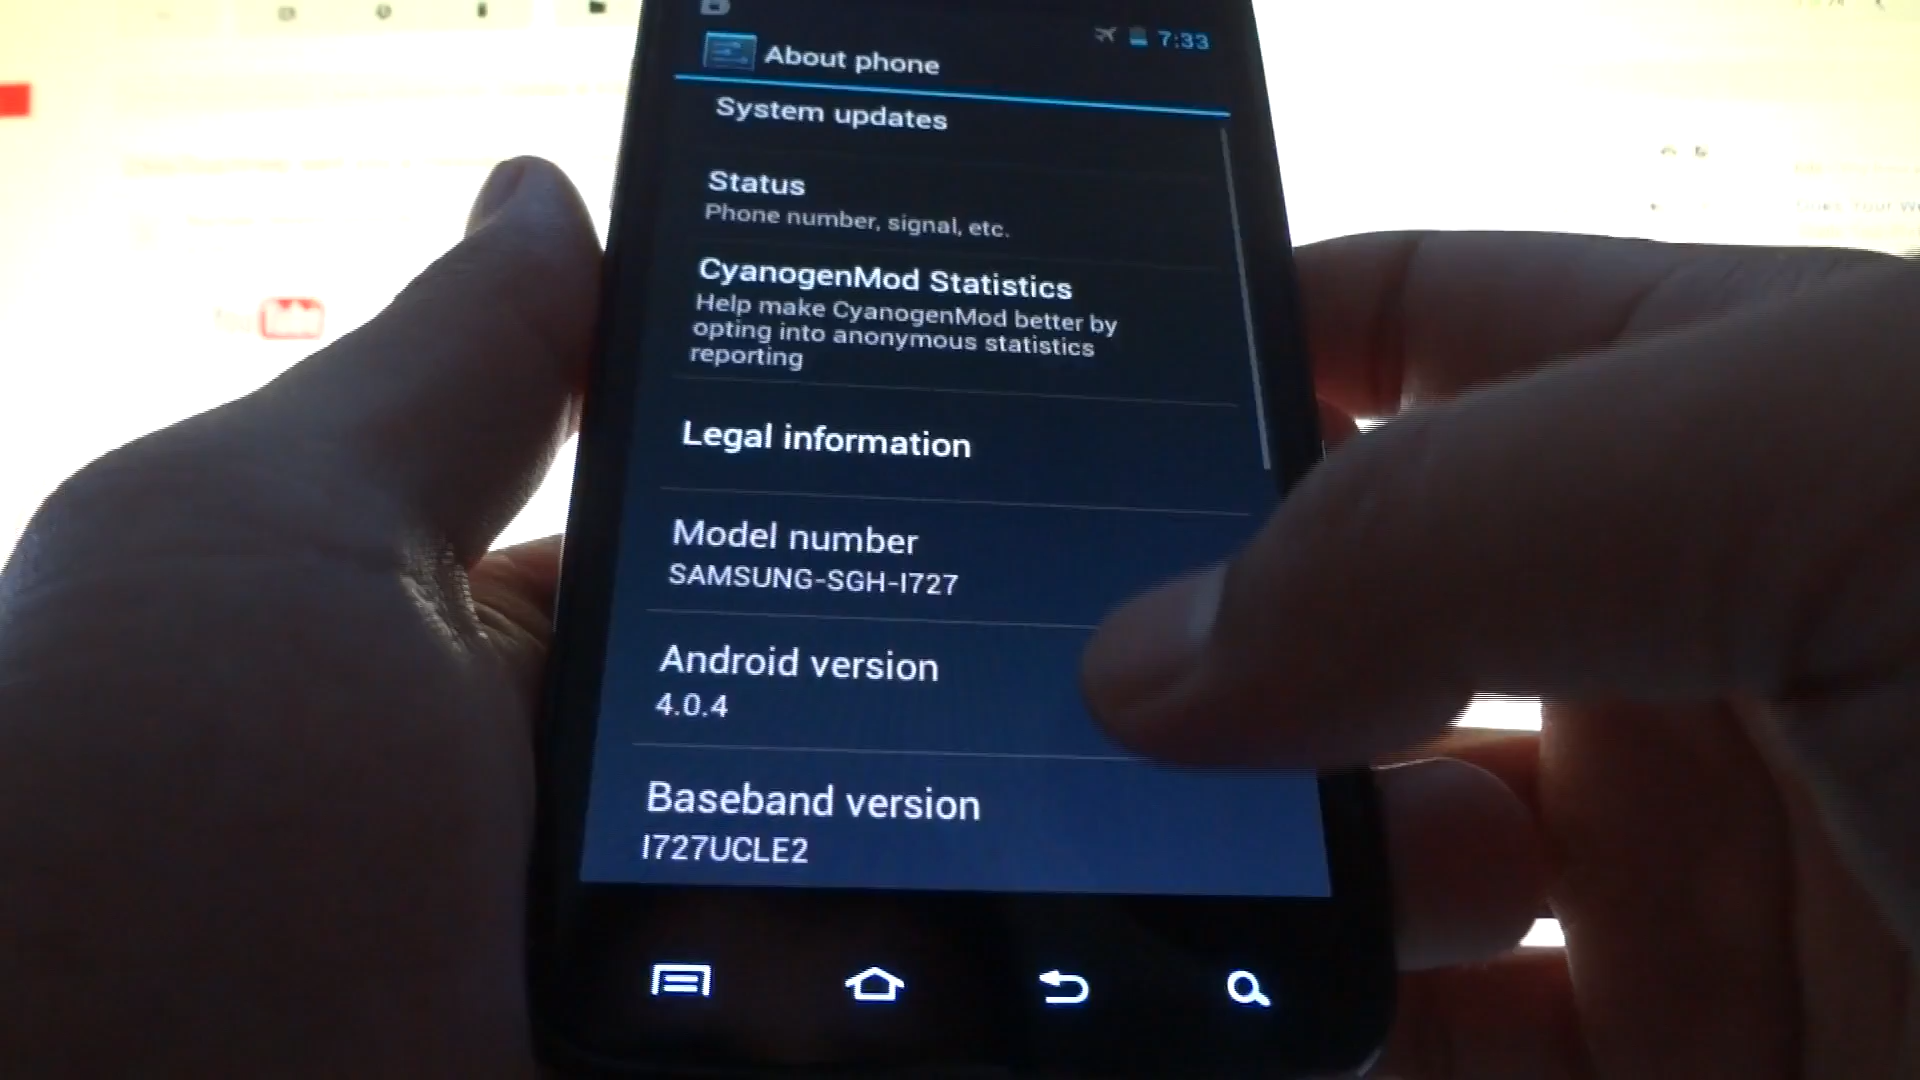 7:33
About phone
System updates
Status
Phone number, signal, etc.
CyanogenMod Statistics
Help make CyanogenMod better by
opting into anonymous statistics
reporting
Legal information
Model number
SAMSUNG-SGH-I727
Android version
4.0.4
Baseband version
I727UCLE2